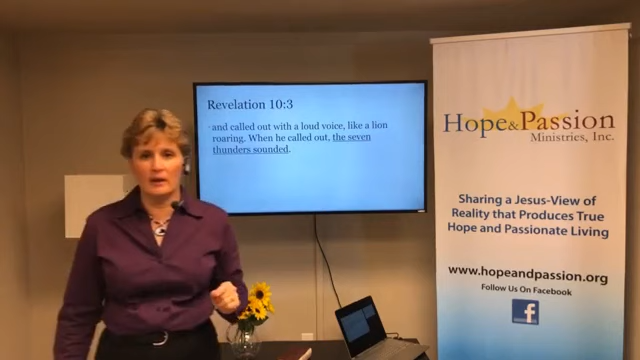 Revelation 10:3
and called out with a loud voice, like a lion
roaring. When he called out, the seven
thunders sounded.
Hope&Passion
Ministries, Inc.
Sharing a Jesus-View of
Reality that Produces True
Hope and Passionate Living
www.hopeandpassion.org
Follow Us On Facebook
f